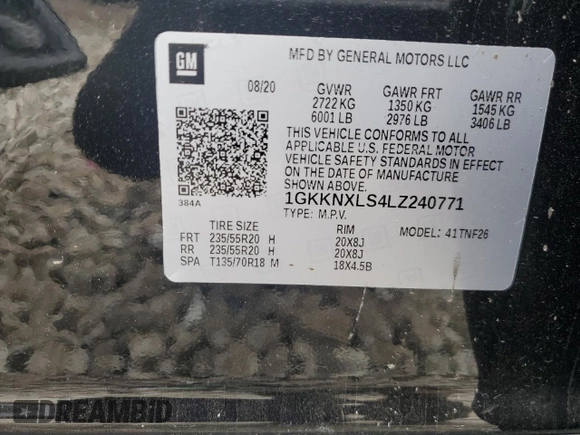 GM
MFD BY GENERAL MOTORS LLC
08/20 GVWR GAWR FRT GAWR RR
2722 KG 1350 KG 1545 KG
6001 LB 2976 LB 3406 LB
THIS VEHICLE CONFORMS TO ALL
APPLICABLE U.S. FEDERAL MOTOR
VEHICLE SAFETY STANDARDS IN EFFECT
ON THE DATE OF MANUFACTURE
SHOWN ABOVE.
384A
1GKKNXLS4LZ240771
TYPE: M.P.V.
TIRE SIZE RIM MODEL: 41TNF26
FRT 235/55R20 H 20X8J
RR 235/55R20 H 20X8J
SPA T135/70R18 M 18X4.5B
DREAMBID